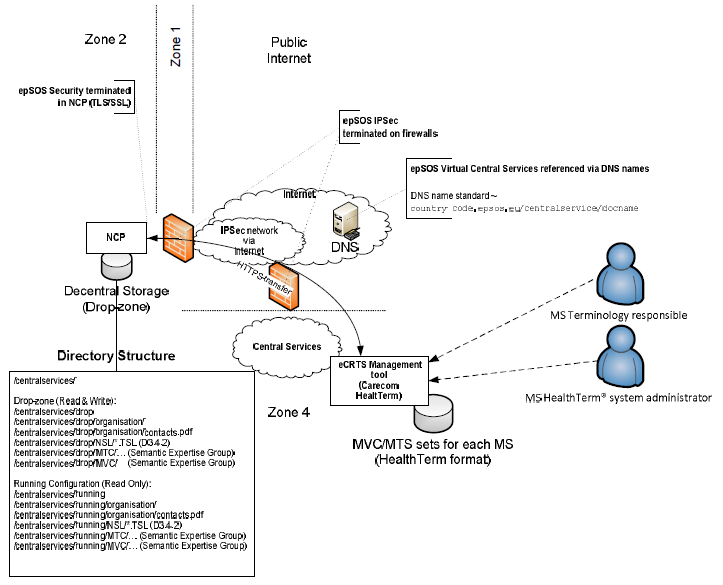 Zone 2
Zone 1
Public
Internet
epSOS Security terminated
in NCP (TLS/SSL)
epSOS IPSec
terminated on firewalls
epSOS Virtual Central Services referenced via DNS names
DNS name standard ~
country code.epsos.eu/centralservice/docname
Internet
IPSec network
via
Internet
DNS
NCP
HTTPS-transfer
Decentral Storage
(Drop-zone)
MS Terminology responsible
Central Services
Directory Structure
eCRTS Management
tool
(Carecom
HealthTerm)
MS HealthTerm® system administrator
Zone 4
MVC/MTS sets for each MS
(HealthTerm format)
/centralservices/
Drop-zone (Read & Write):
/centralservices/drop/
/centralservices/drop/organisation/
/centralservices/drop/organisation/contacts.pdf
/centralservices/drop/NSL/*.TSL (D3.4-2)
/centralservices/drop/MTC/… (Semantic Expertise Group)
/centralservices/drop/MVC/ (Semantic Expertise Group)
Running Configuration (Read Only):
/centralservices/running
/centralservices/running/organisation/
/centralservices/running/organisation/contacts.pdf
/centralservices/running/NSL/*.TSL (D3.4-2)
/centralservices/running/MTC/… (Semantic Expertise Group)
/centralservices/running/MVC/… (Semantic Expertise Group)